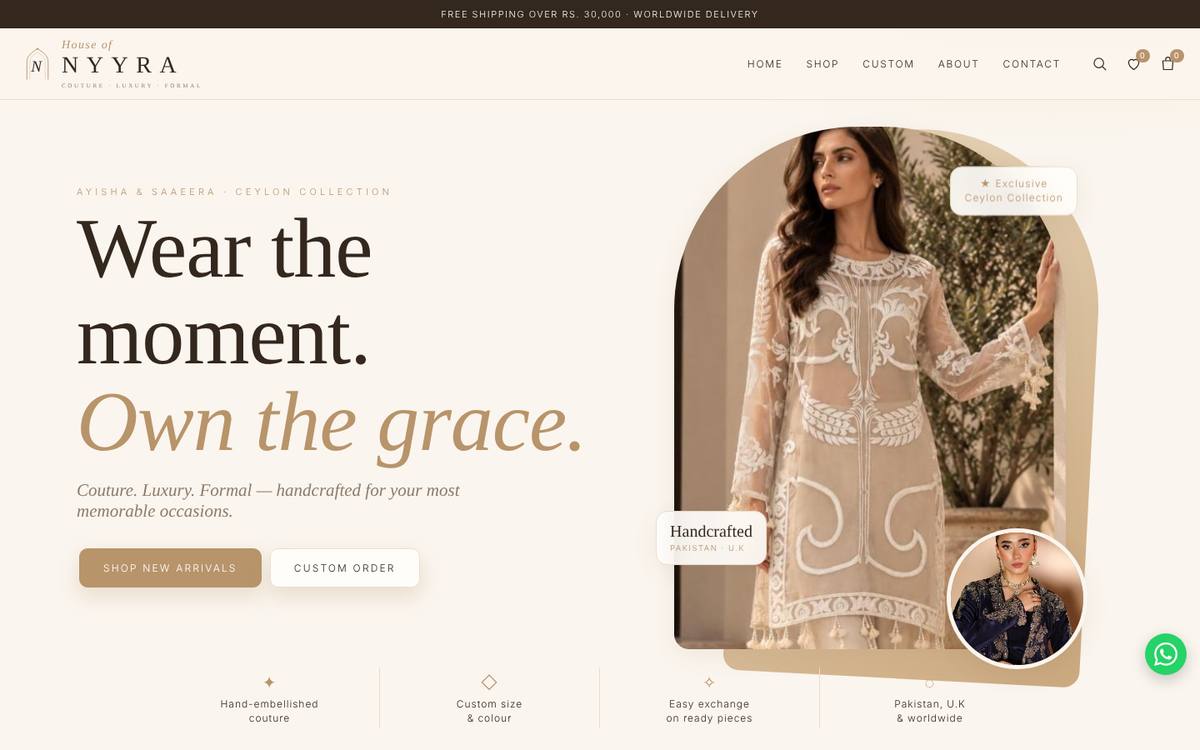 FREE SHIPPING OVER RS. 30,000 · WORLDWIDE DELIVERY
House of
N
NYYRA
COUTURE · LUXURY · FORMAL
HOME
SHOP
CUSTOM
ABOUT
CONTACT
0
0
AYISHA & SAAEERA · CEYLON COLLECTION
Wear the
moment.
Own the grace.
Couture. Luxury. Formal — handcrafted for your most
memorable occasions.
SHOP NEW ARRIVALS
CUSTOM ORDER
★ Exclusive
Ceylon Collection
Handcrafted
PAKISTAN · U.K
Hand-embellished
couture
Custom size
& colour
Easy exchange
on ready pieces
Pakistan, U.K
& worldwide